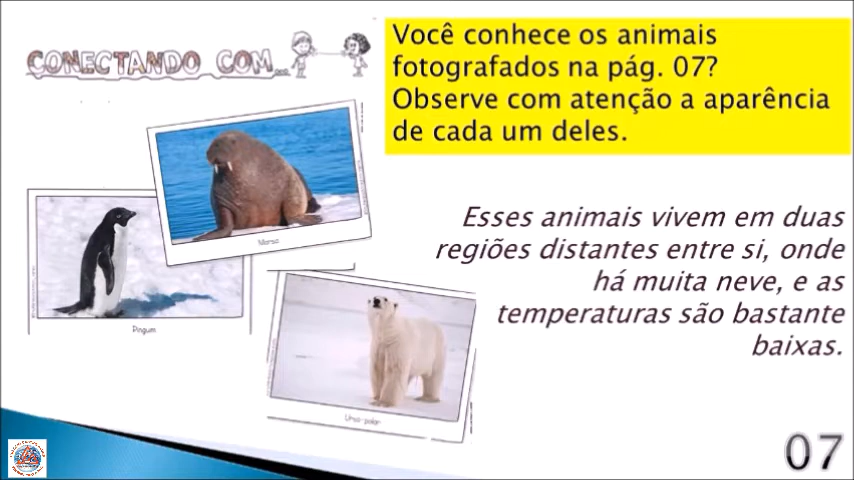 CONECTANDO COM...
Você conhece os animais
fotografados na pág. 07?
Observe com atenção a aparência
de cada um deles.
Morsa
Esses animais vivem em duas
regiões distantes entre si, onde
há muita neve, e as
temperaturas são bastante
baixas.
Pinguim
Urso-polar
07